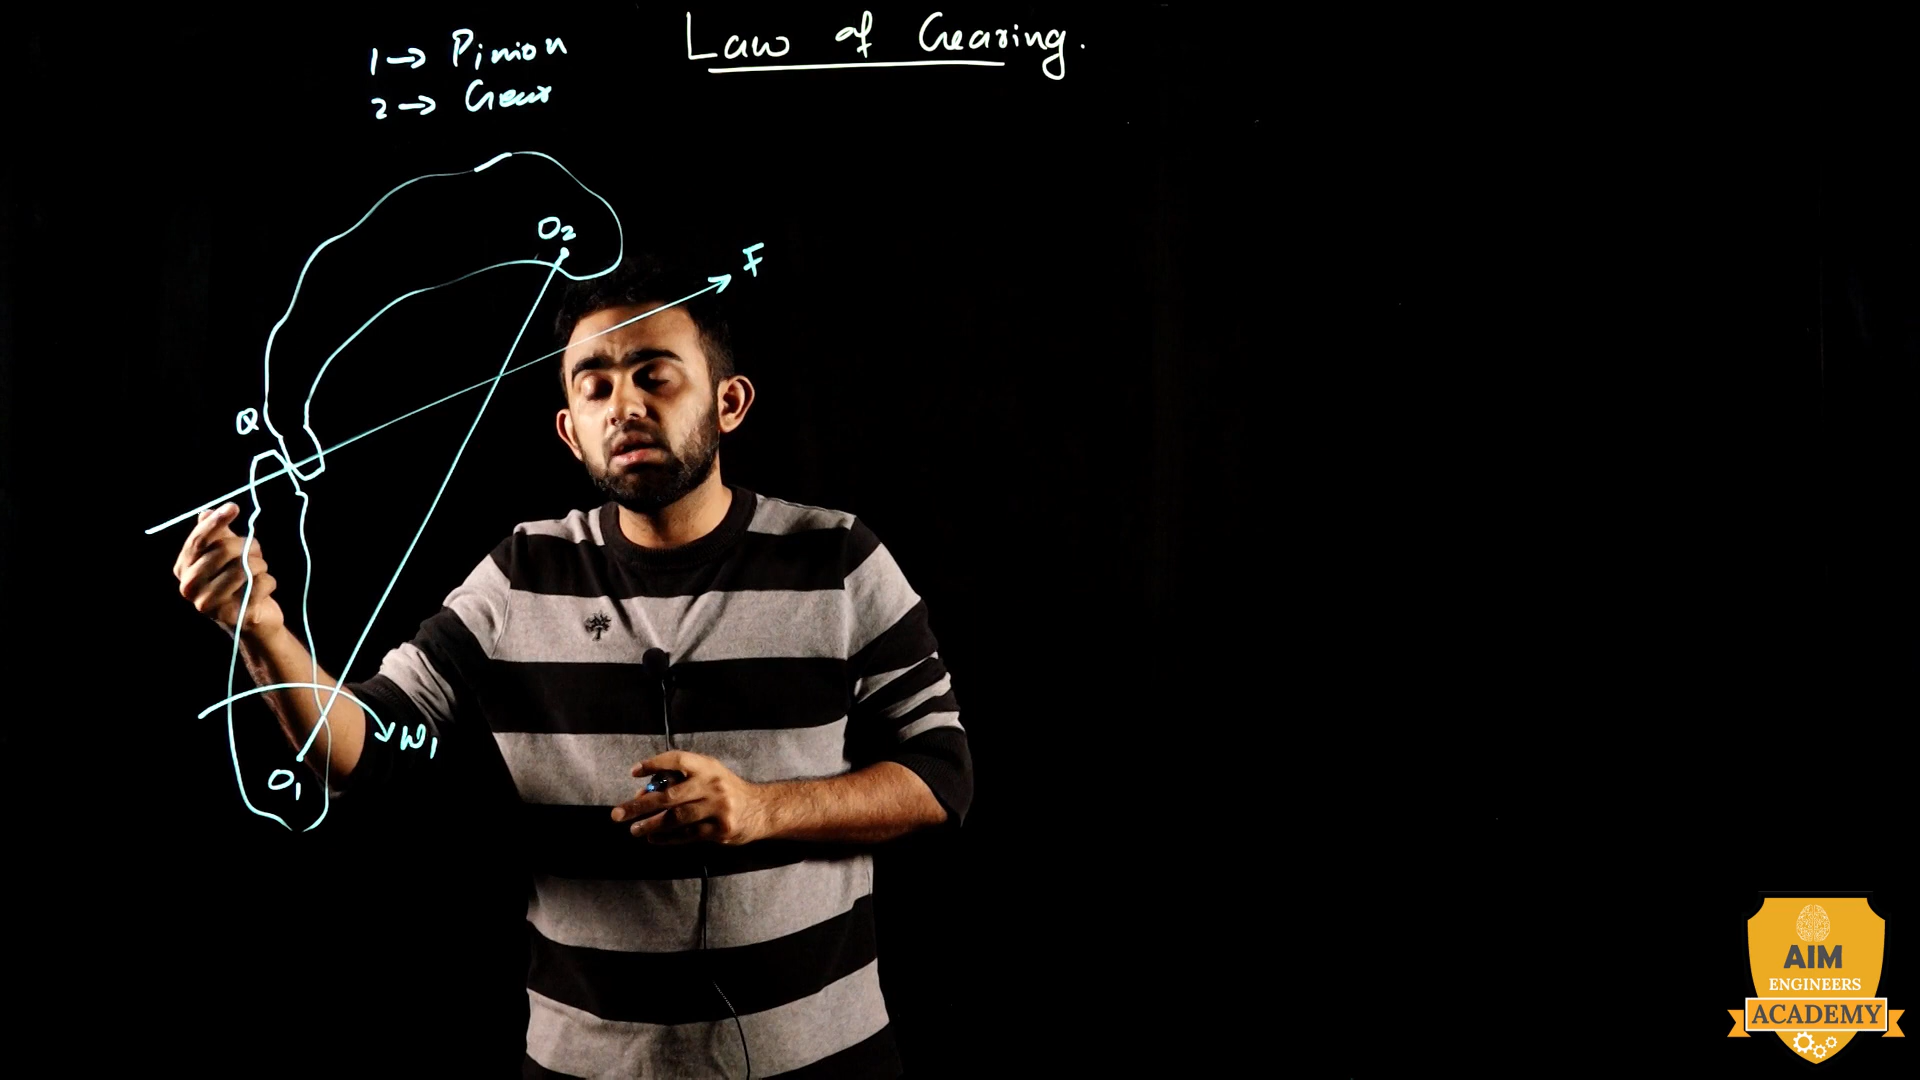 Law of Gearing.
1 → Pinion
2 → Gear
O2
F
Q
W1
O1
AIM
ENGINEERS
ACADEMY